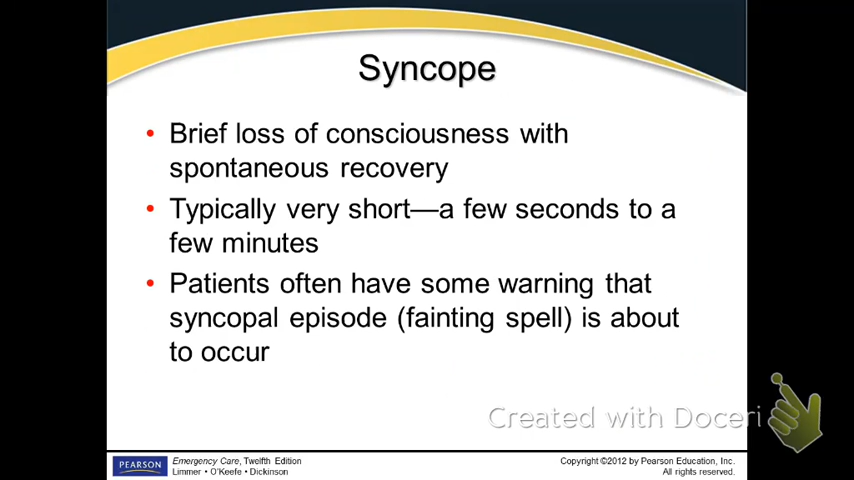 Syncope
• Brief loss of consciousness with
spontaneous recovery
• Typically very short—a few seconds to a
few minutes
• Patients often have some warning that
syncopal episode (fainting spell) is about
to occur
Created with Doceri
PEARSON
Emergency Care, Twelfth Edition
Limmer • O'Keefe • Dickinson
Copyright ©2012 by Pearson Education, Inc.
All rights reserved.